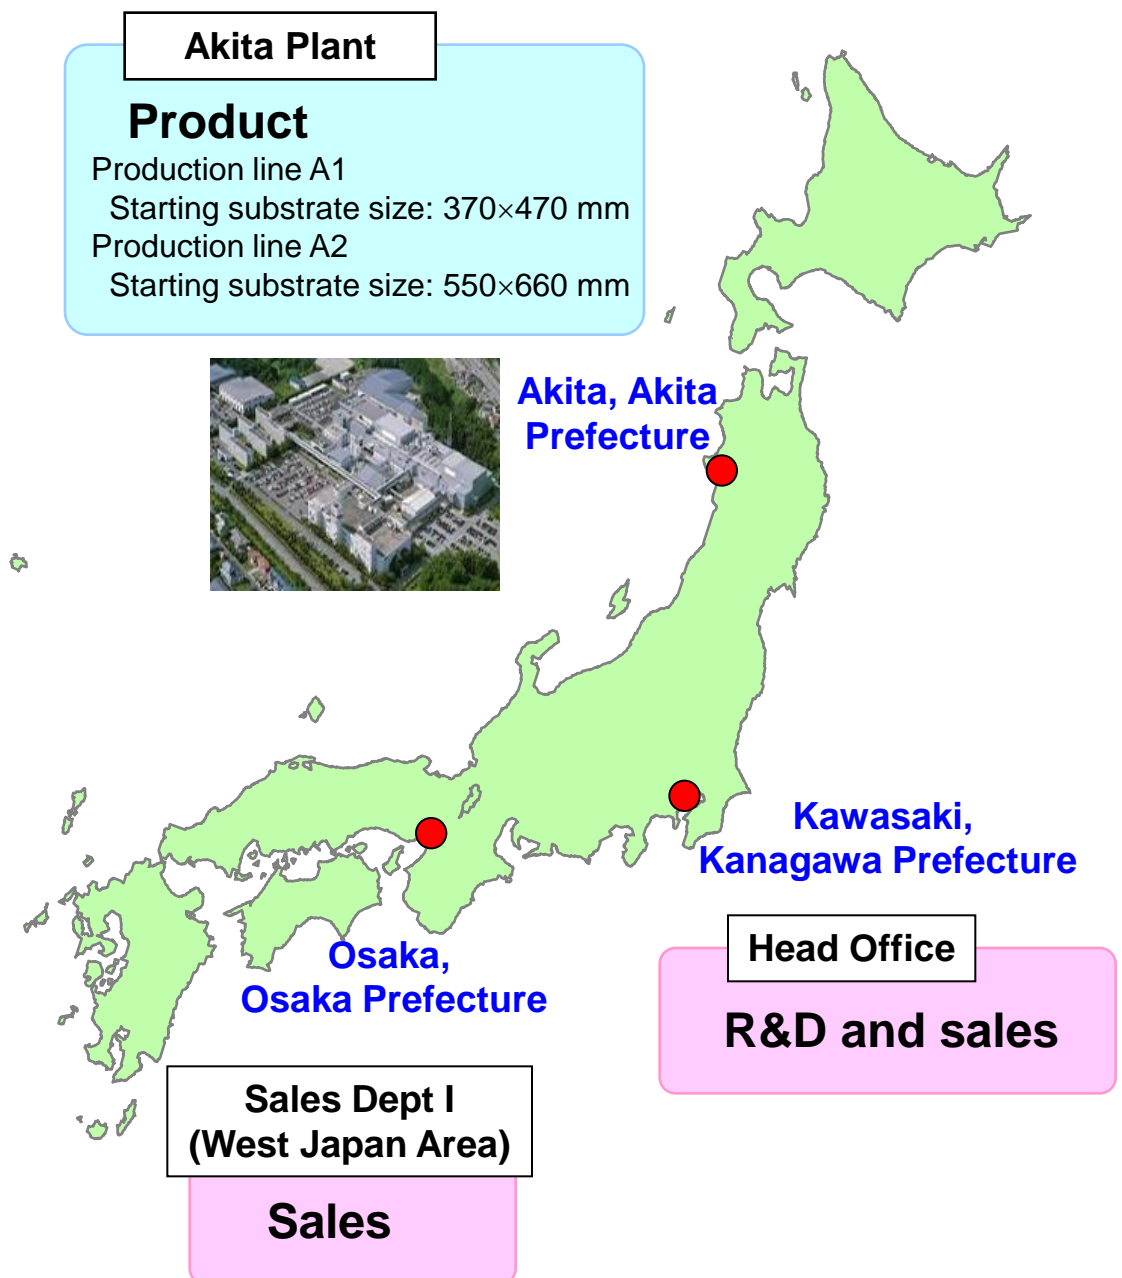 Akita Plant
Product
Production line A1
Starting substrate size: 370×470 mm
Production line A2
Starting substrate size: 550×660 mm
Akita, Akita
Prefecture
Kawasaki,
Kanagawa Prefecture
Osaka,
Osaka Prefecture
Head Office
R&D and sales
Sales Dept I
(West Japan Area)
Sales